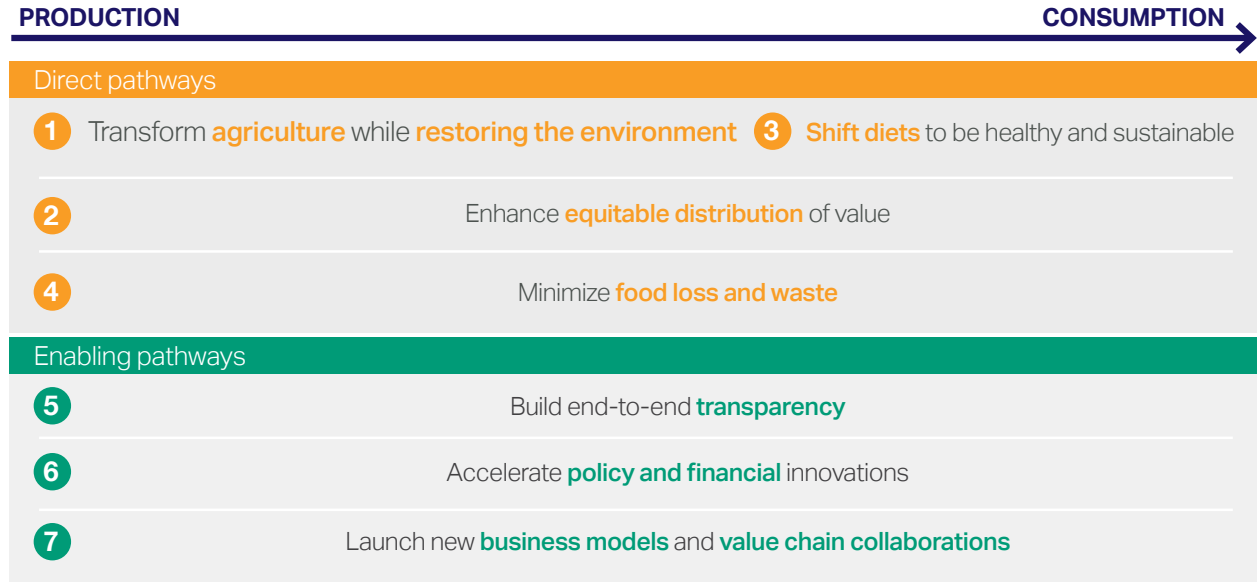 PRODUCTION CONSUMPTION
Direct pathways
1 Transform agriculture while restoring the environment 3 Shift diets to be healthy and sustainable
2 Enhance equitable distribution of value
4 Minimize food loss and waste
Enabling pathways
5 Build end-to-end transparency
6 Accelerate policy and financial innovations
7 Launch new business models and value chain collaborations